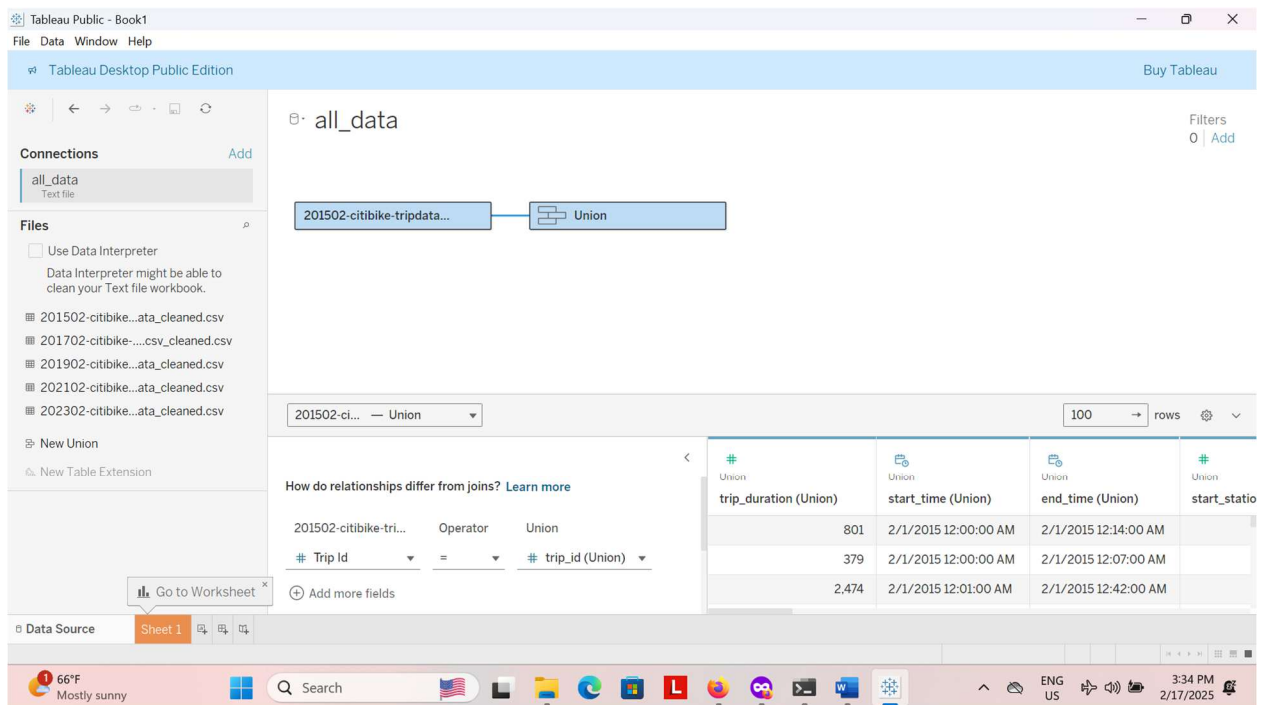 Tableau Public - Book1
File Data Window Help
Tableau Desktop Public Edition
Buy Tableau
all_data
Filters
0 Add
Connections Add
all_data
Text file
201502-citibike-tripdata...
Union
Files
Use Data Interpreter
Data Interpreter might be able to
clean your Text file workbook.
201502-citibike...ata_cleaned.csv
201702-citibike-....csv_cleaned.csv
201902-citibike...ata_cleaned.csv
202102-citibike...ata_cleaned.csv
202302-citibike...ata_cleaned.csv
New Union
New Table Extension
201502-ci... — Union
100 → rows
How do relationships differ from joins? Learn more
201502-citibike-tri... Operator Union
# Trip Id = # trip_id (Union)
Add more fields
# # 
Union Union Union Union
trip_duration (Union) start_time (Union) end_time (Union) start_statio
801 2/1/2015 12:00:00 AM 2/1/2015 12:14:00 AM
379 2/1/2015 12:00:00 AM 2/1/2015 12:07:00 AM
2,474 2/1/2015 12:01:00 AM 2/1/2015 12:42:00 AM
Go to Worksheet ×
Data Source Sheet 1
1
66°F
Mostly sunny
Search
L
W
ENG
US
3:34 PM
2/17/2025